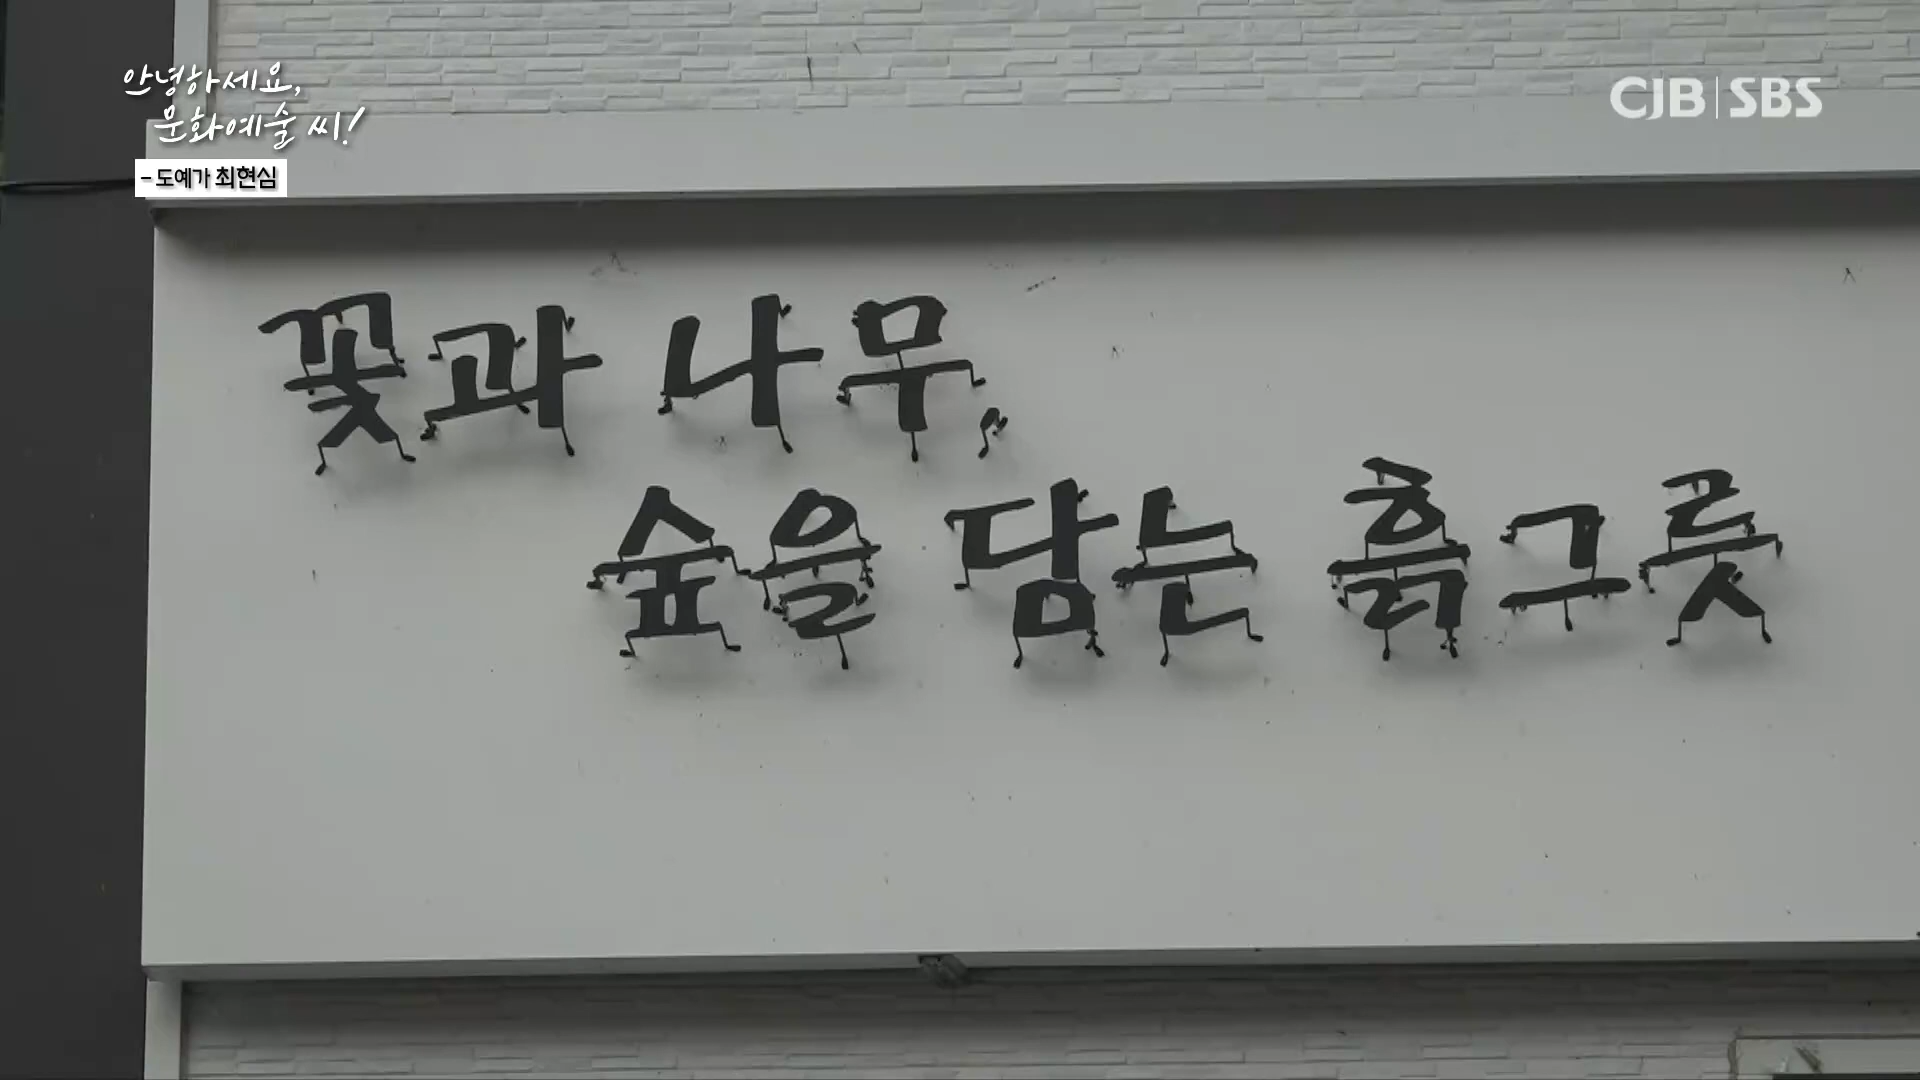 안녕하세요,
문화예술 씨!
- 도예가 최현심
CJB SBS
꽃과 나무,
숲을 담는 흙그릇